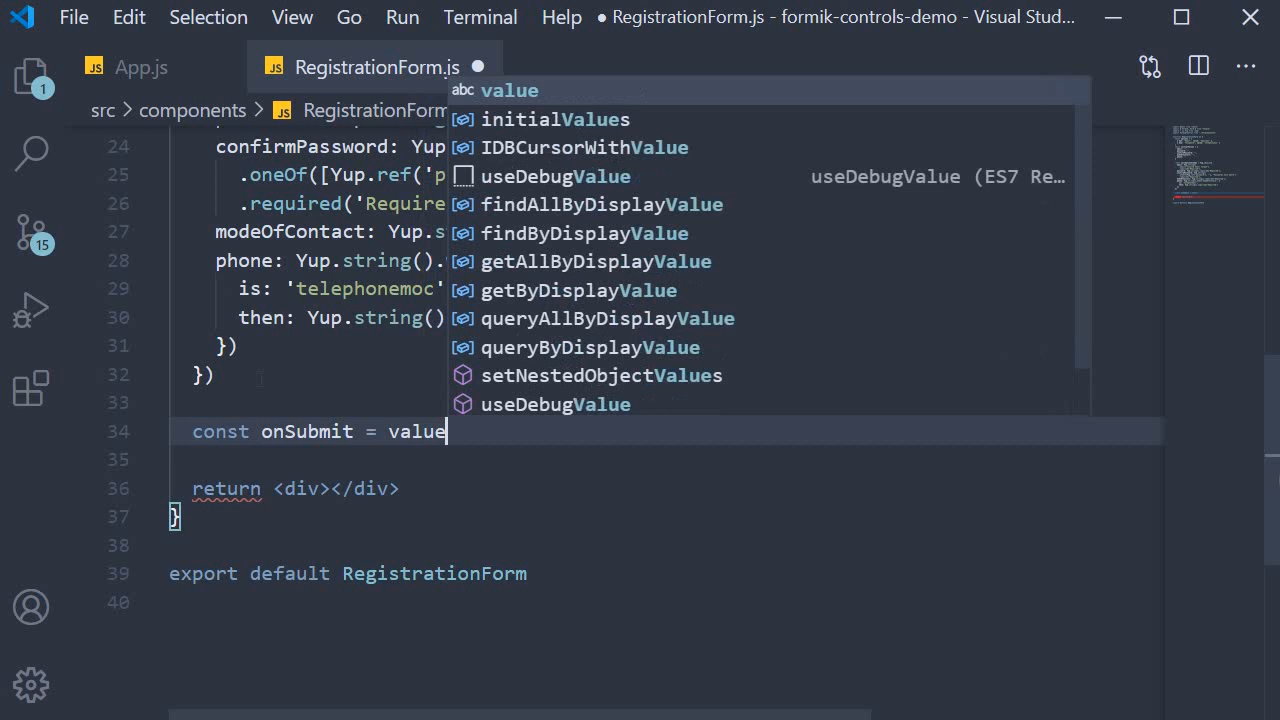 File Edit Selection View Go Run Terminal Help ● RegistrationForm.js - formik-controls-demo - Visual Stud...
JS App.js JS RegistrationForm.js
src > components > JS RegistrationForm
1
15
24 confirmPassword: Yup
25 .oneOf([Yup.ref('p
26 .required('Require
27 modeOfContact: Yup.s
28 phone: Yup.string().
29 is: 'telephonemoc'
30 then: Yup.string()
31 })
32 })
33
34 const onSubmit = value
35
36 return <div></div>
37 }
38
39 export default RegistrationForm
40
abc value
initialValues
IDBCursorWithValue
useDebugValue useDebugValue (ES7 Re...
findAllByDisplayValue
findByDisplayValue
getAllByDisplayValue
getByDisplayValue
queryAllByDisplayValue
queryByDisplayValue
setNestedObjectValues
useDebugValue